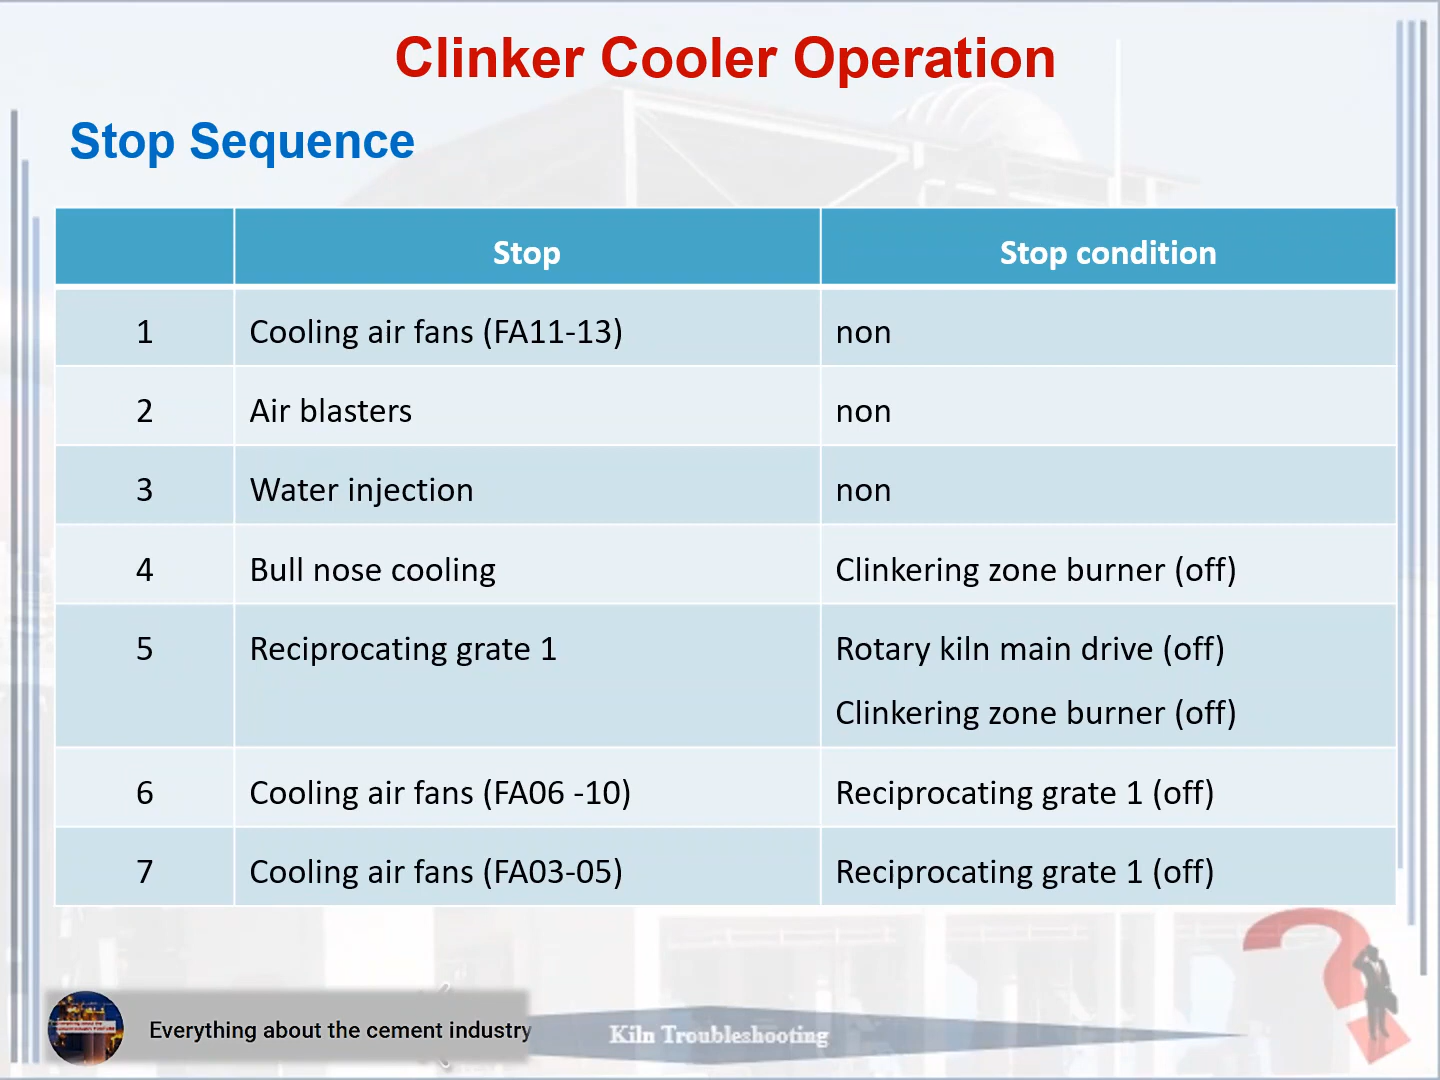 Clinker Cooler Operation
Stop Sequence
Stop
Stop condition
1
Cooling air fans (FA11-13)
non
2
Air blasters
non
3
Water injection
non
4
Bull nose cooling
Clinkering zone burner (off)
5
Reciprocating grate 1
Rotary kiln main drive (off)
Clinkering zone burner (off)
6
Cooling air fans (FA06 -10)
Reciprocating grate 1 (off)
7
Cooling air fans (FA03-05)
Reciprocating grate 1 (off)
Everything about the cement industry
Kiln Troubleshooting